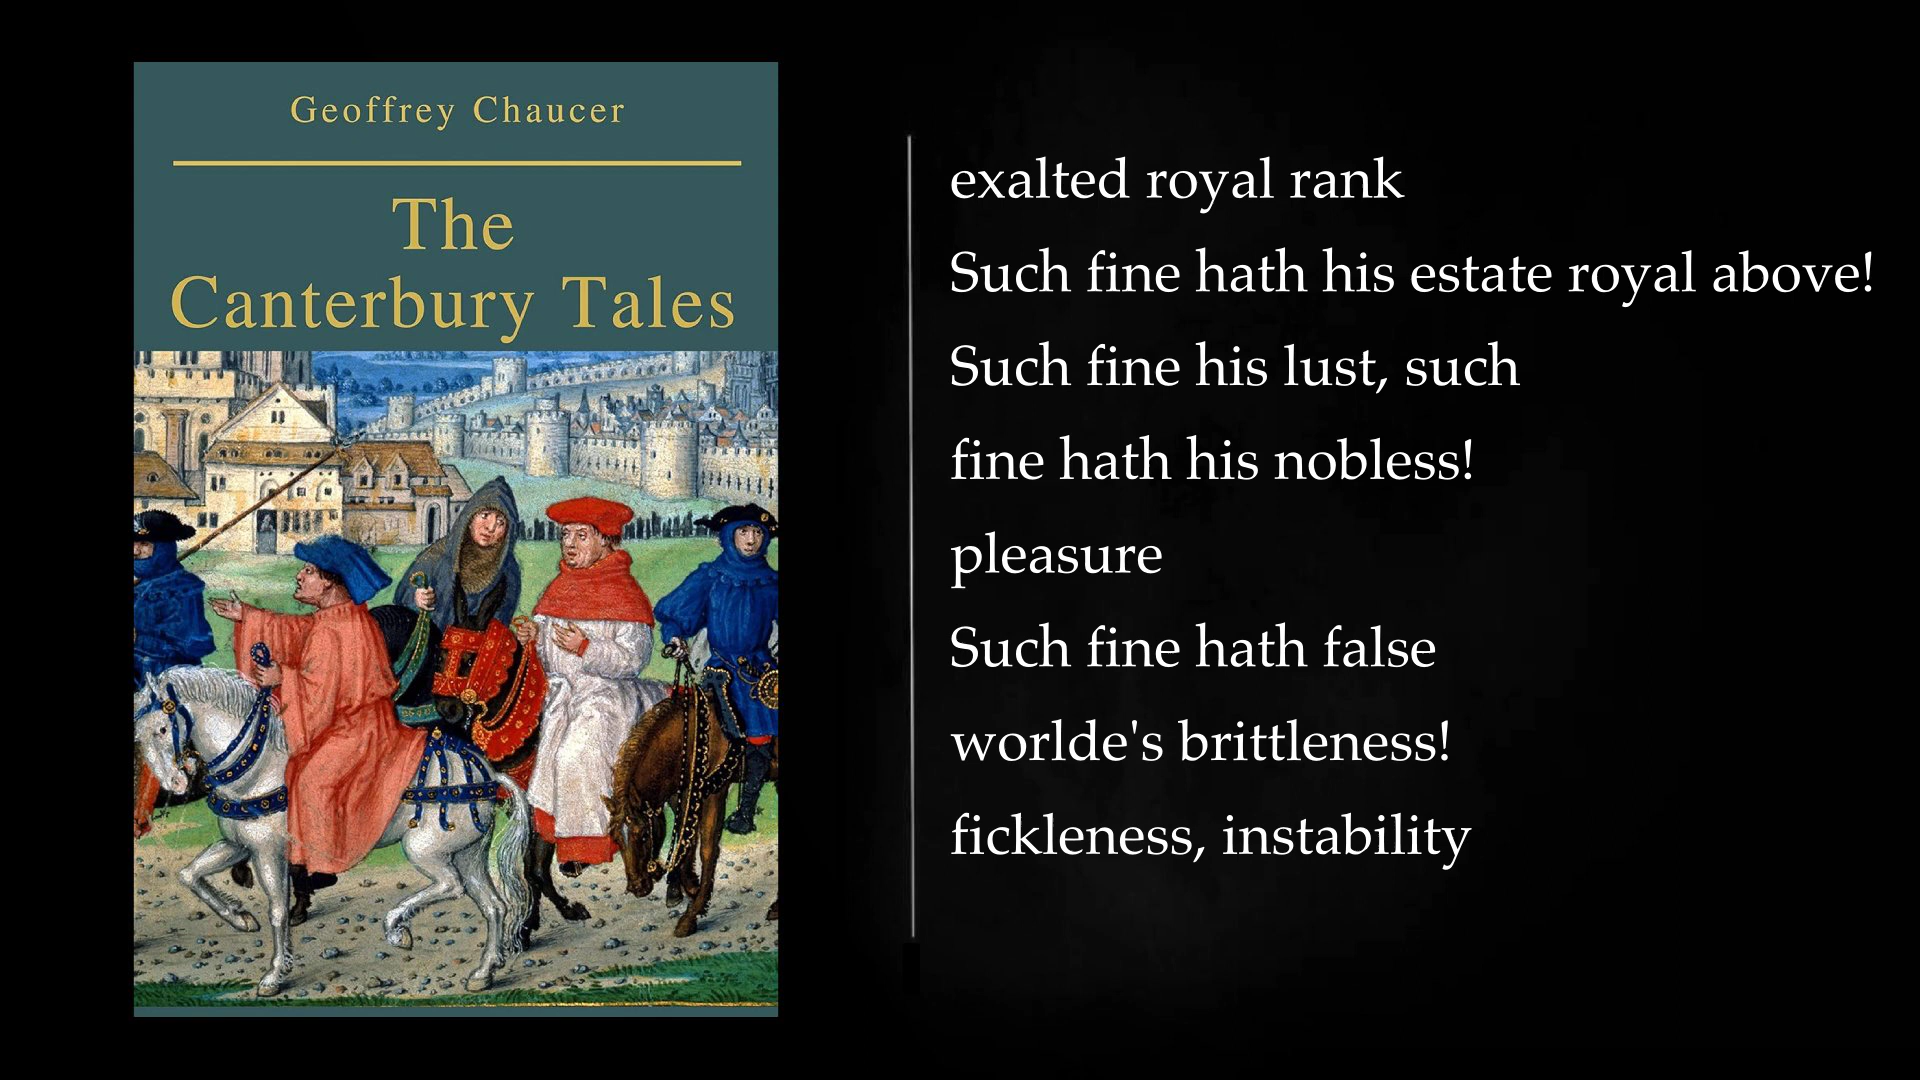 Geoffrey Chaucer
The
Canterbury Tales
exalted royal rank
Such fine hath his estate royal above!
Such fine his lust, such
fine hath his nobless!
pleasure
Such fine hath false
worlde's brittleness!
fickleness, instability